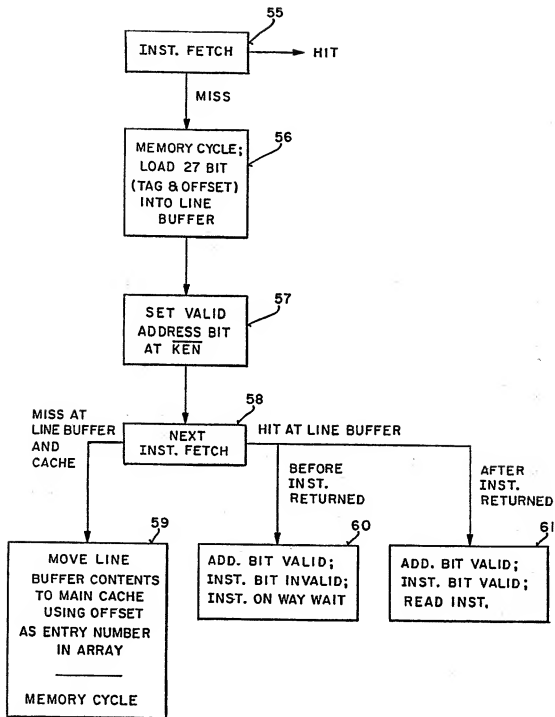 55
INST. FETCH
HIT
MISS
56
MEMORY CYCLE;
LOAD 27 BIT
(TAG & OFFSET)
INTO LINE
BUFFER
57
SET VALID
ADDRESS BIT
AT KEN
58
NEXT
INST. FETCH
MISS AT
LINE BUFFER
AND
CACHE
HIT AT LINE BUFFER
BEFORE
INST.
RETURNED
AFTER
INST.
RETURNED
59
MOVE LINE
BUFFER CONTENTS
TO MAIN CACHE
USING OFFSET
AS ENTRY NUMBER
IN ARRAY
MEMORY CYCLE
60
ADD. BIT VALID;
INST. BIT INVALID;
INST. ON WAY WAIT
61
ADD. BIT VALID;
INST. BIT VALID;
READ INST.